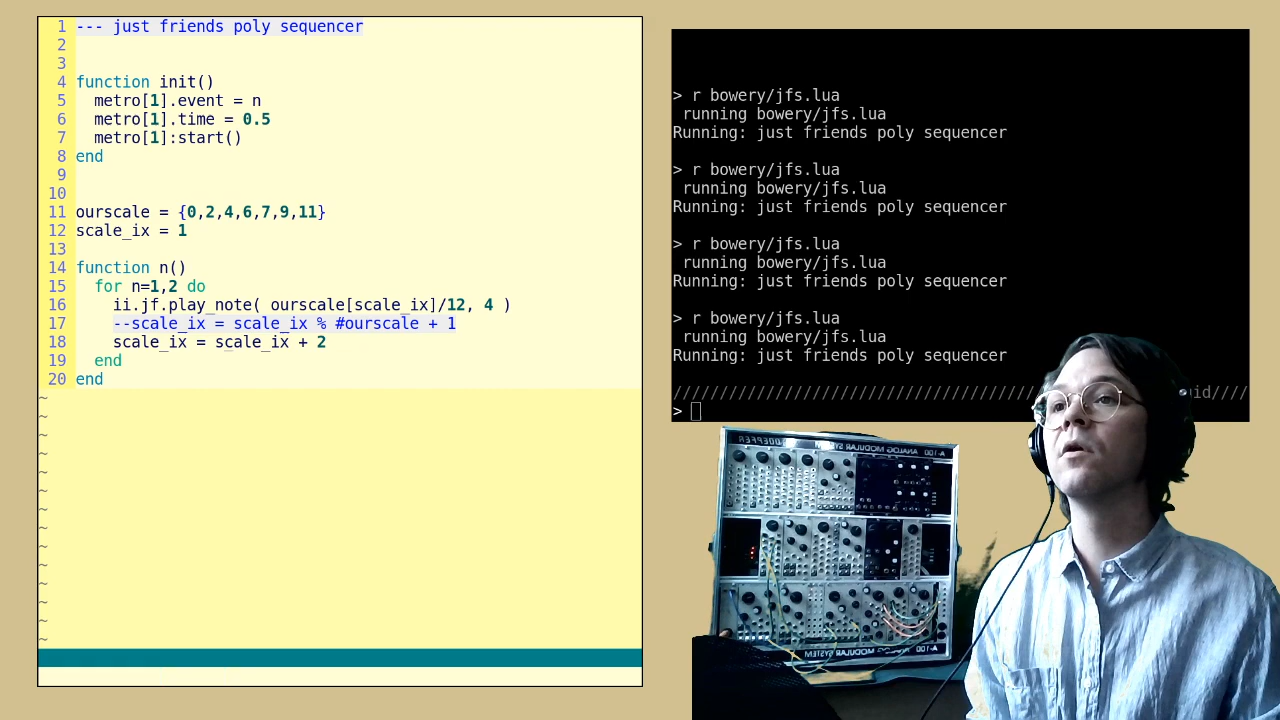 1 --- just friends poly sequencer
2
3
4 function init()
5   metro[1].event = n
6   metro[1].time = 0.5
7   metro[1]:start()
8 end
9
10
11 ourscale = {0,2,4,6,7,9,11}
12 scale_ix = 1
13
14 function n()
15   for n=1,2 do
16     ii.jf.play_note( ourscale[scale_ix]/12, 4 )
17     --scale_ix = scale_ix % #ourscale + 1
18     scale_ix = scale_ix + 2
19   end
20 end
~
~
~
~
~
~
~
~
~
~
~
~
~
~
> r bowery/jfs.lua
running bowery/jfs.lua
Running: just friends poly sequencer
> r bowery/jfs.lua
running bowery/jfs.lua
Running: just friends poly sequencer
> r bowery/jfs.lua
running bowery/jfs.lua
Running: just friends poly sequencer
> r bowery/jfs.lua
running bowery/jfs.lua
Running: just friends poly sequencer
///////////////////////////////////////id////
>
DOEPFER ANALOG MODULAR SYSTEM A-100
ANALOG MODULAR SYSTEM A-100